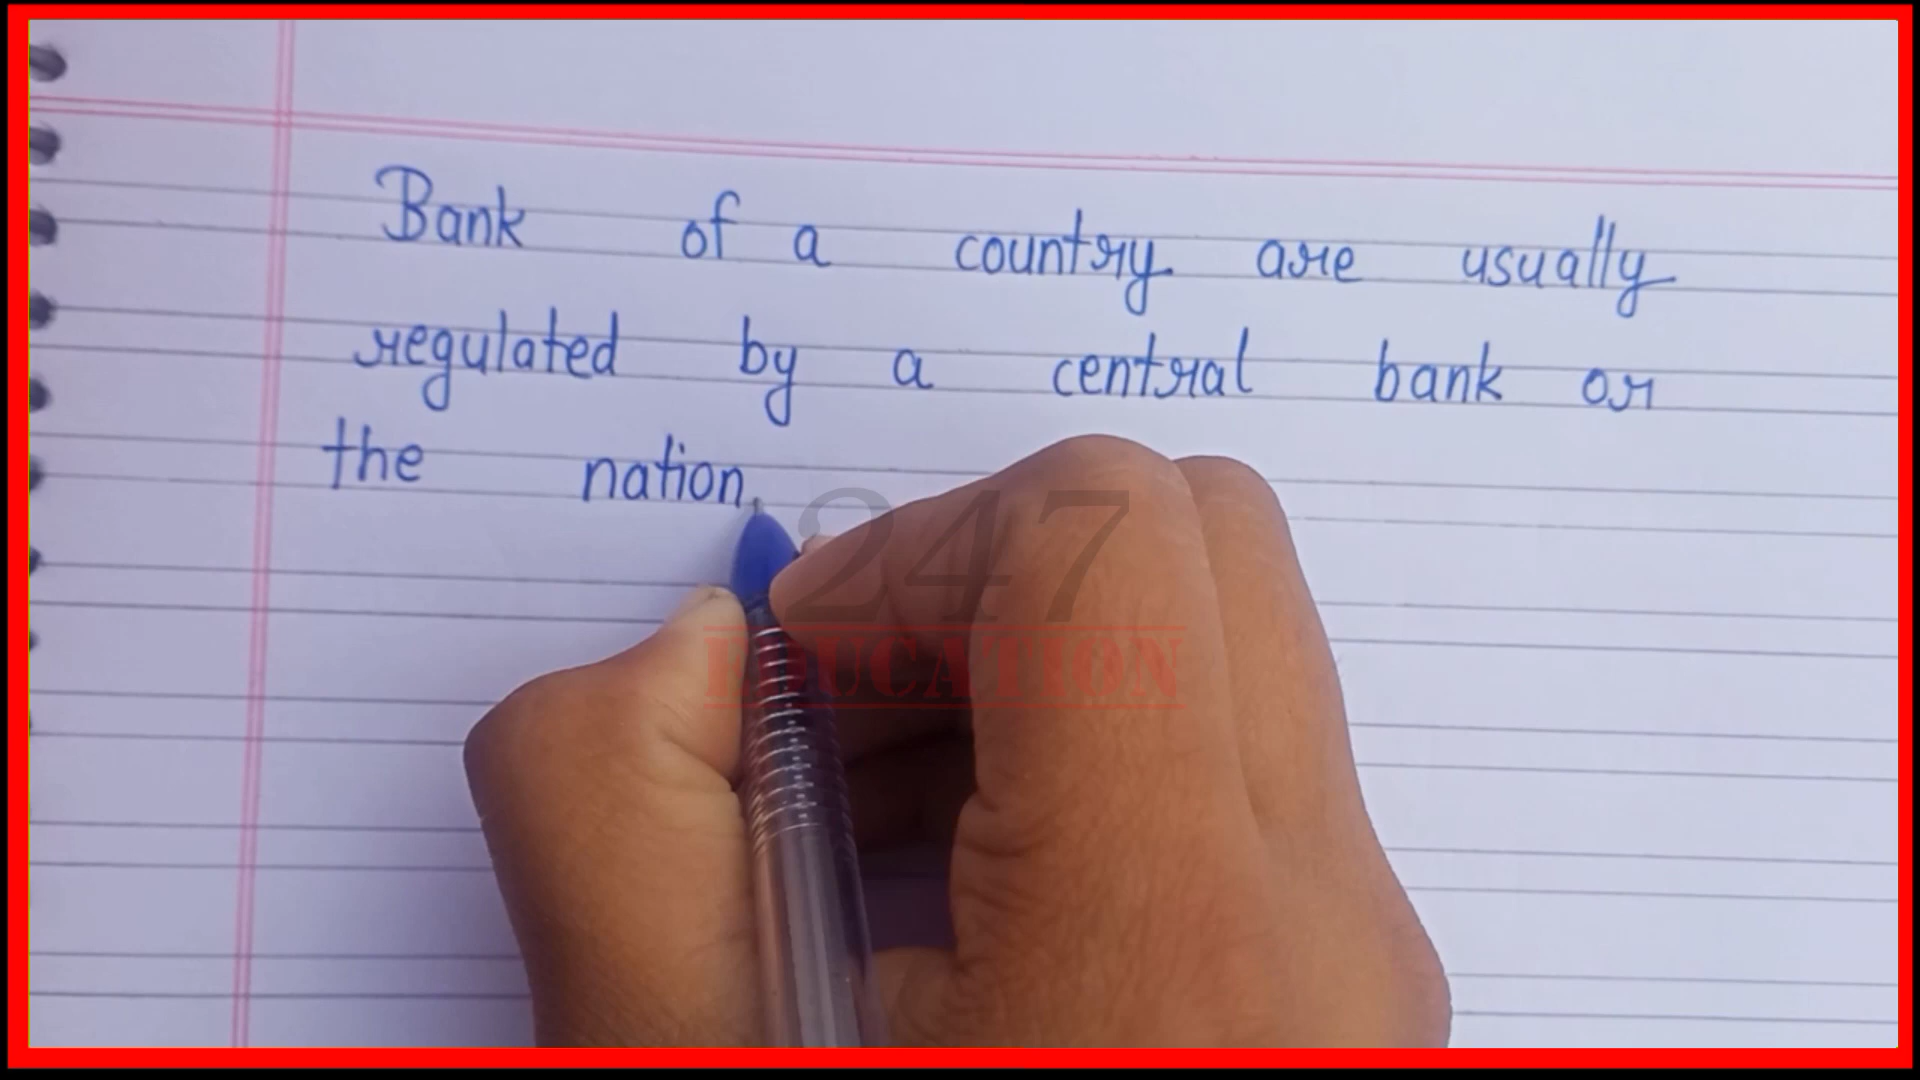 Bank of a country are usually
regulated by a central bank or
the nation
247
EDUCATION